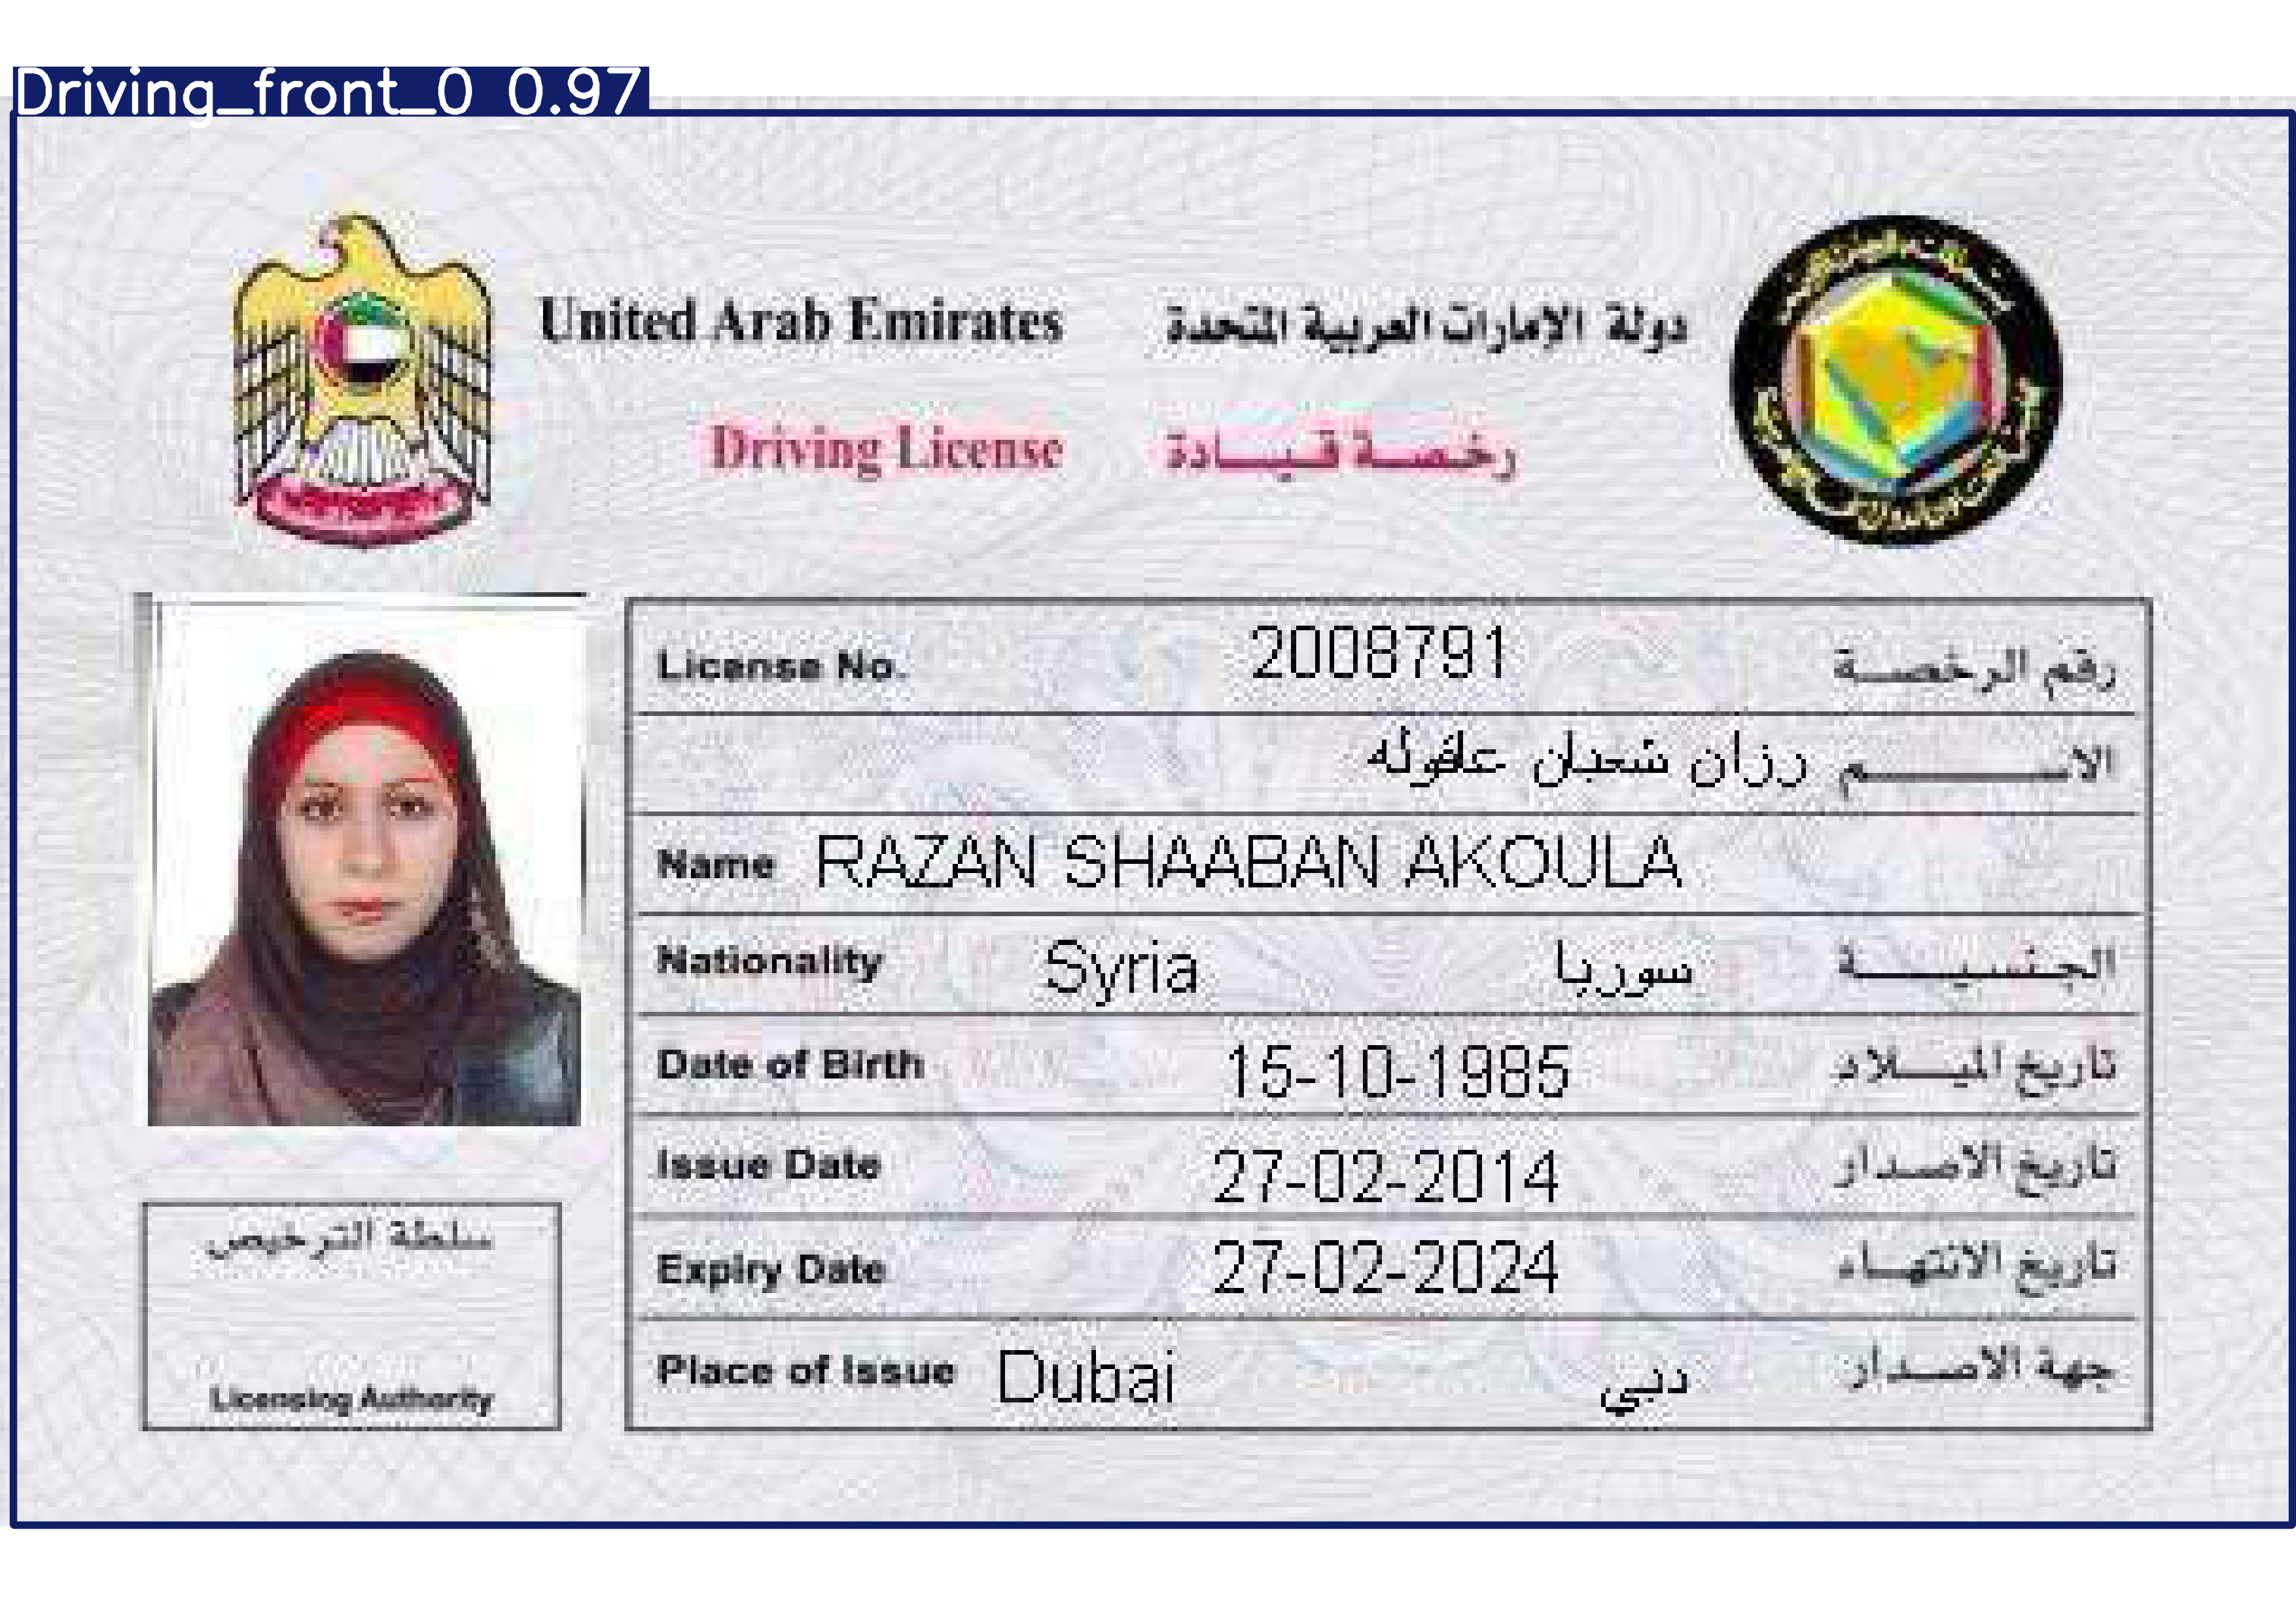 Driving_front_0 0.97
United Arab Emirates دولة الإمارات العربية المتحدة
Driving License رخصة قيادة
License No. 2008791 رقم الرخصة
الاسم رزان شعبان عاقوله
Name RAZAN SHAABAN AKOULA
Nationality Syria سوريا الجنسية
Date of Birth 15-10-1985 تاريخ الميلاد
Issue Date 27-02-2014 تاريخ الاصدار
Expiry Date 27-02-2024 تاريخ الانتهاء
Place of Issue Dubai دبي جهة الاصدار
سلطة الترخيص
Licensing Authority